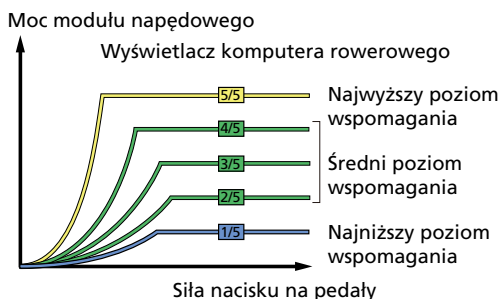 Moc modułu napędowego
Wyświetlacz komputera rowerowego
5/5
Najwyższy poziom
wspomagania
4/5
3/5
Średni poziom
wspomagania
2/5
1/5
Najniższy poziom
wspomagania
Siła nacisku na pedały